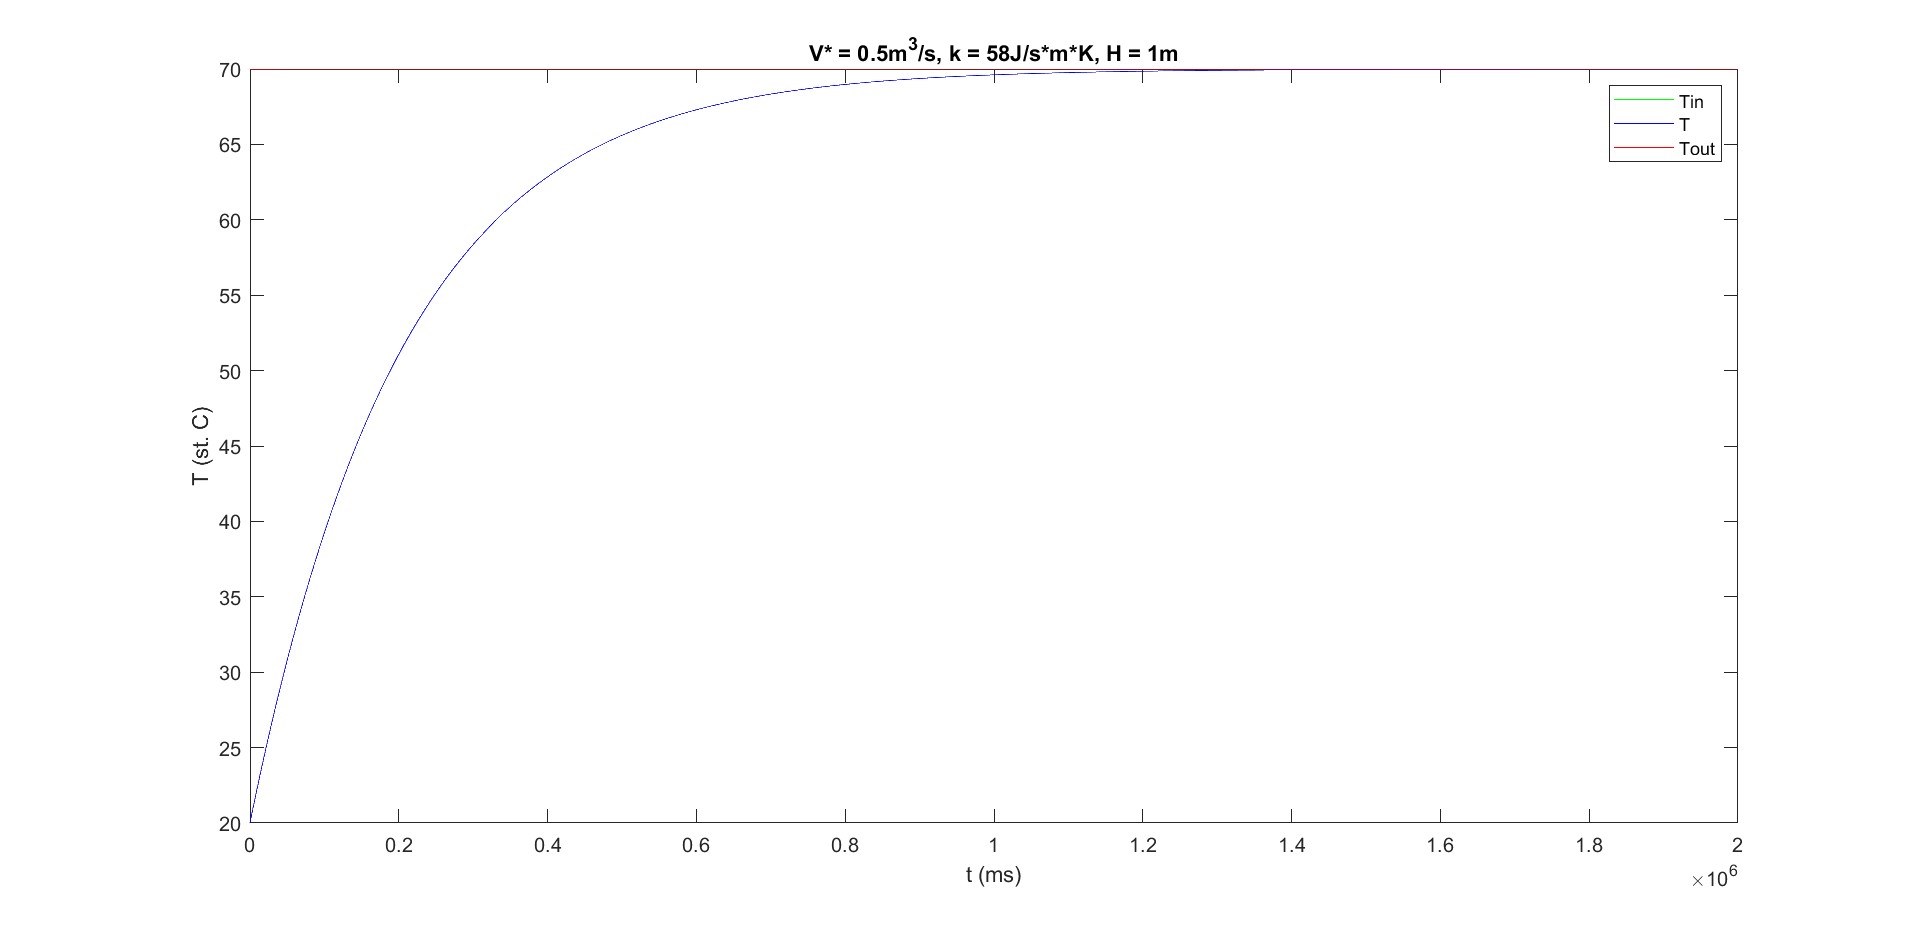 V* = 0.5m³/s, k = 58J/s*m*K, H = 1m
70
65
60
55
50
45
40
35
30
25
20
T (st. C)
Tin
T
Tout
0 0.2 0.4 0.6 0.8 1 1.2 1.4 1.6 1.8 2
t (ms)
×10⁶